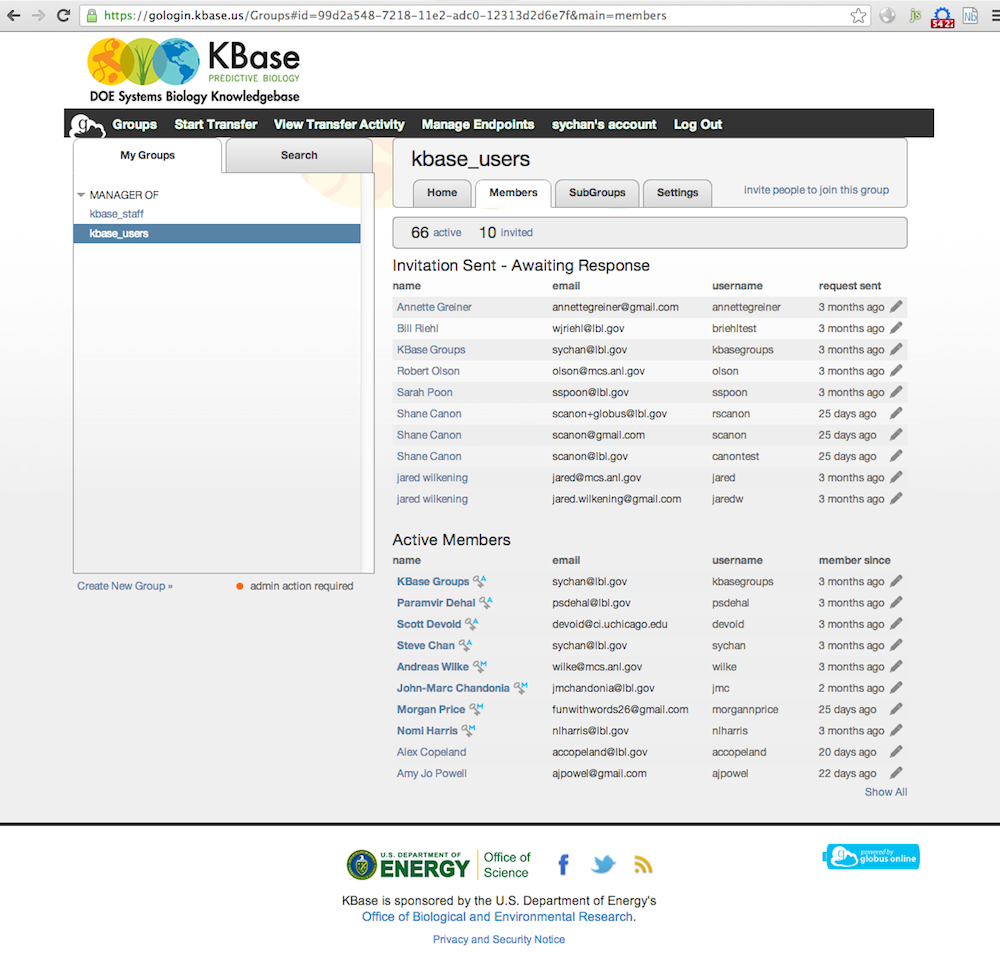 https://gologin.kbase.us/Groups#id=99d2a548-7218-11e2-adc0-12313d2d6e7f&main=members
js
54 2
Nb
KBase
PREDICTIVE BIOLOGY
DOE Systems Biology Knowledgebase
g Groups Start Transfer View Transfer Activity Manage Endpoints sychan's account Log Out
My Groups Search
MANAGER OF
kbase_staff
kbase_users
Create New Group » admin action required
kbase_users
Home Members SubGroups Settings invite people to join this group
66 active 10 invited
Invitation Sent - Awaiting Response
name email username request sent
Annette Greiner annettegreiner@gmail.com annettegreiner 3 months ago
Bill Riehl wjriehl@lbl.gov briehltest 3 months ago
KBase Groups sychan@lbl.gov kbasegroups 3 months ago
Robert Olson olson@mcs.anl.gov olson 3 months ago
Sarah Poon sspoon@lbl.gov sspoon 3 months ago
Shane Canon scanon+globus@lbl.gov rscanon 25 days ago
Shane Canon scanon@gmail.com scanon 25 days ago
Shane Canon scanon@lbl.gov canontest 25 days ago
jared wilkening jared@mcs.anl.gov jared 3 months ago
jared wilkening jared.wilkening@gmail.com jaredw 3 months ago
Active Members
name email username member since
KBase Groups A sychan@lbl.gov kbasegroups 3 months ago
Paramvir Dehal A psdehal@lbl.gov psdehal 3 months ago
Scott Devoid A devoid@ci.uchicago.edu devoid 3 months ago
Steve Chan A sychan@lbl.gov sychan 3 months ago
Andreas Wilke M wilke@mcs.anl.gov wilke 3 months ago
John-Marc Chandonia M jmchandonia@lbl.gov jmc 2 months ago
Morgan Price M funwithwords26@gmail.com morgannprice 25 days ago
Nomi Harris M nlharris@lbl.gov nlharris 3 months ago
Alex Copeland accopeland@lbl.gov accopeland 20 days ago
Amy Jo Powell ajpowel@gmail.com ajpowel 22 days ago
Show All
U.S. DEPARTMENT OF
ENERGY
Office of
Science
f
g powered by
globus online
KBase is sponsored by the U.S. Department of Energy's
Office of Biological and Environmental Research.
Privacy and Security Notice